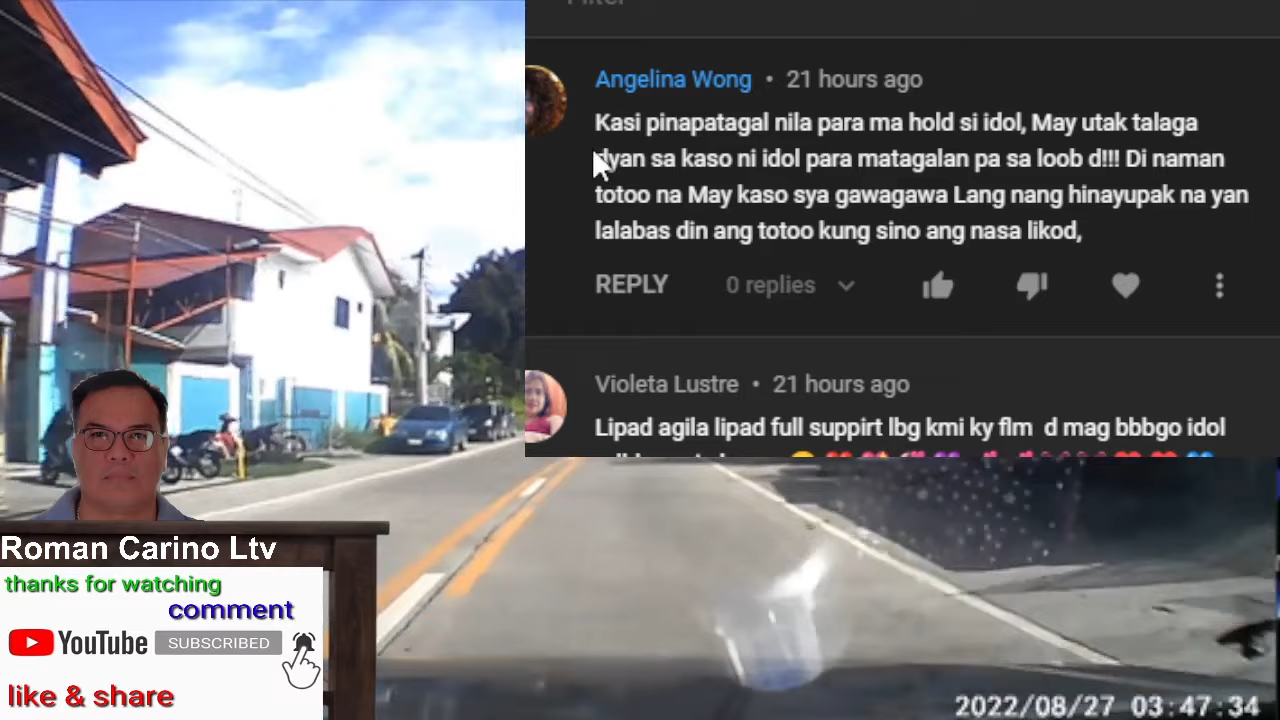 Angelina Wong • 21 hours ago
Kasi pinapatagal nila para ma hold si idol, May utak talaga
dyan sa kaso ni idol para matagalan pa sa loob d!!! Di naman
totoo na May kaso sya gawagawa Lang nang hinayupak na yan
lalabas din ang totoo kung sino ang nasa likod,
REPLY 0 replies
Violeta Lustre • 21 hours ago
Lipad agila lipad full suppirt lbg kmi ky flm d mag bbbgo idol
Roman Carino Ltv
thanks for watching
comment
YouTube SUBSCRIBED
like & share
2022/08/27 03:47:34